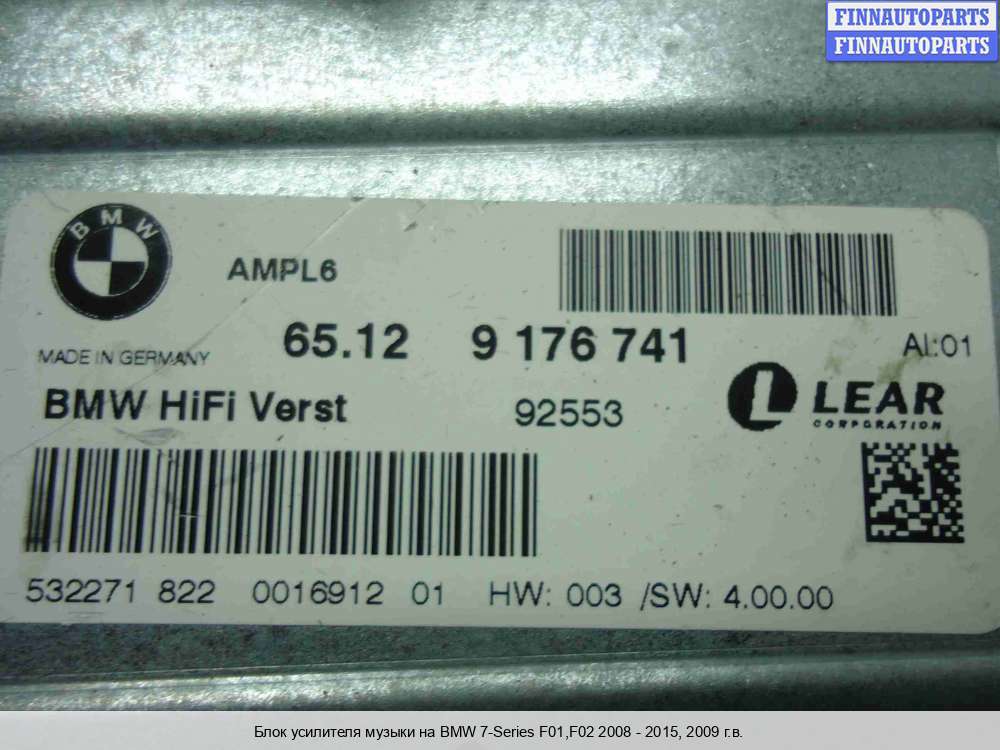 FINNAUTOPARTS
FINNAUTOPARTS
BMW
AMPL6
MADE IN GERMANY
65.12 9 176 741
AI:01
BMW HiFi Verst
92553
LEAR
CORPORATION
532271 822 0016912 01 HW: 003 /SW: 4.00.00
Блок усилителя музыки на BMW 7-Series F01,F02 2008 - 2015, 2009 г.в.